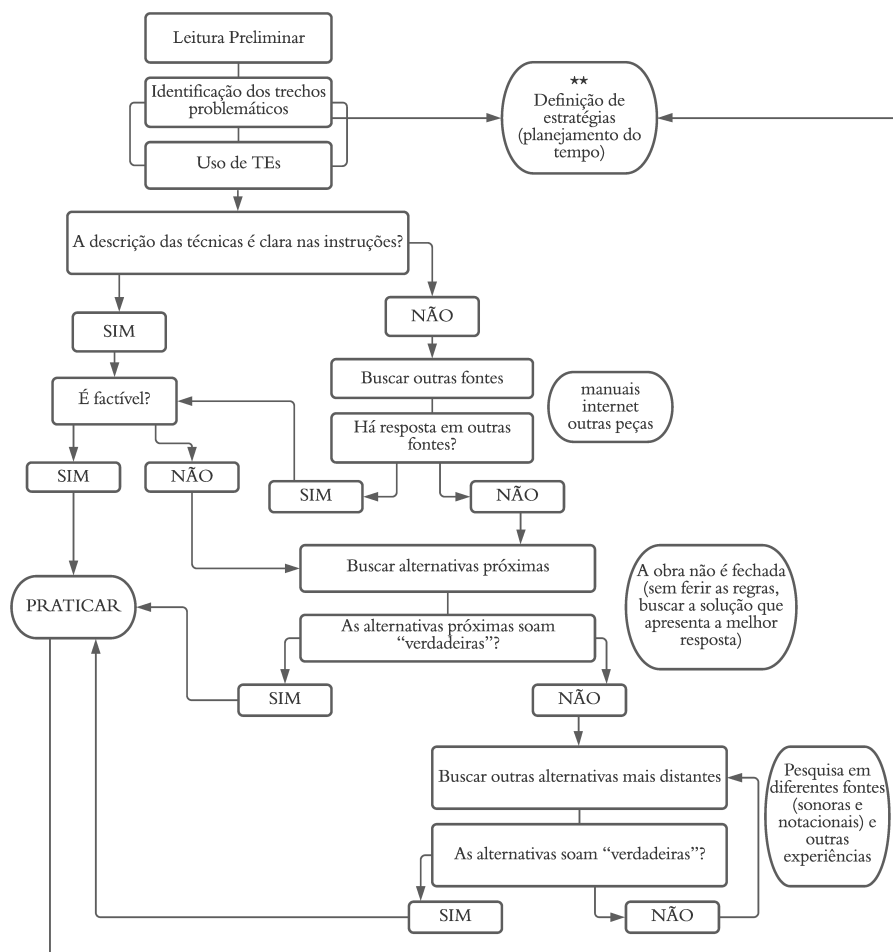 Leitura Preliminar
Identificação dos trechos
problemáticos
Uso de TEs
★★
Definição de
estratégias
(planejamento do
tempo)
A descrição das técnicas é clara nas instruções?
SIM
NÃO
É factível?
Buscar outras fontes
manuais
internet
outras peças
Há resposta em outras
fontes?
SIM
NÃO
SIM
NÃO
Buscar alternativas próximas
A obra não é fechada
(sem ferir as regras,
buscar a solução que
apresenta a melhor
resposta)
PRATICAR
As alternativas próximas soam
“verdadeiras”?
SIM
NÃO
Buscar outras alternativas mais distantes
Pesquisa em
diferentes fontes
(sonoras e
notacionais) e
outras
experiências
As alternativas soam “verdadeiras”?
SIM
NÃO